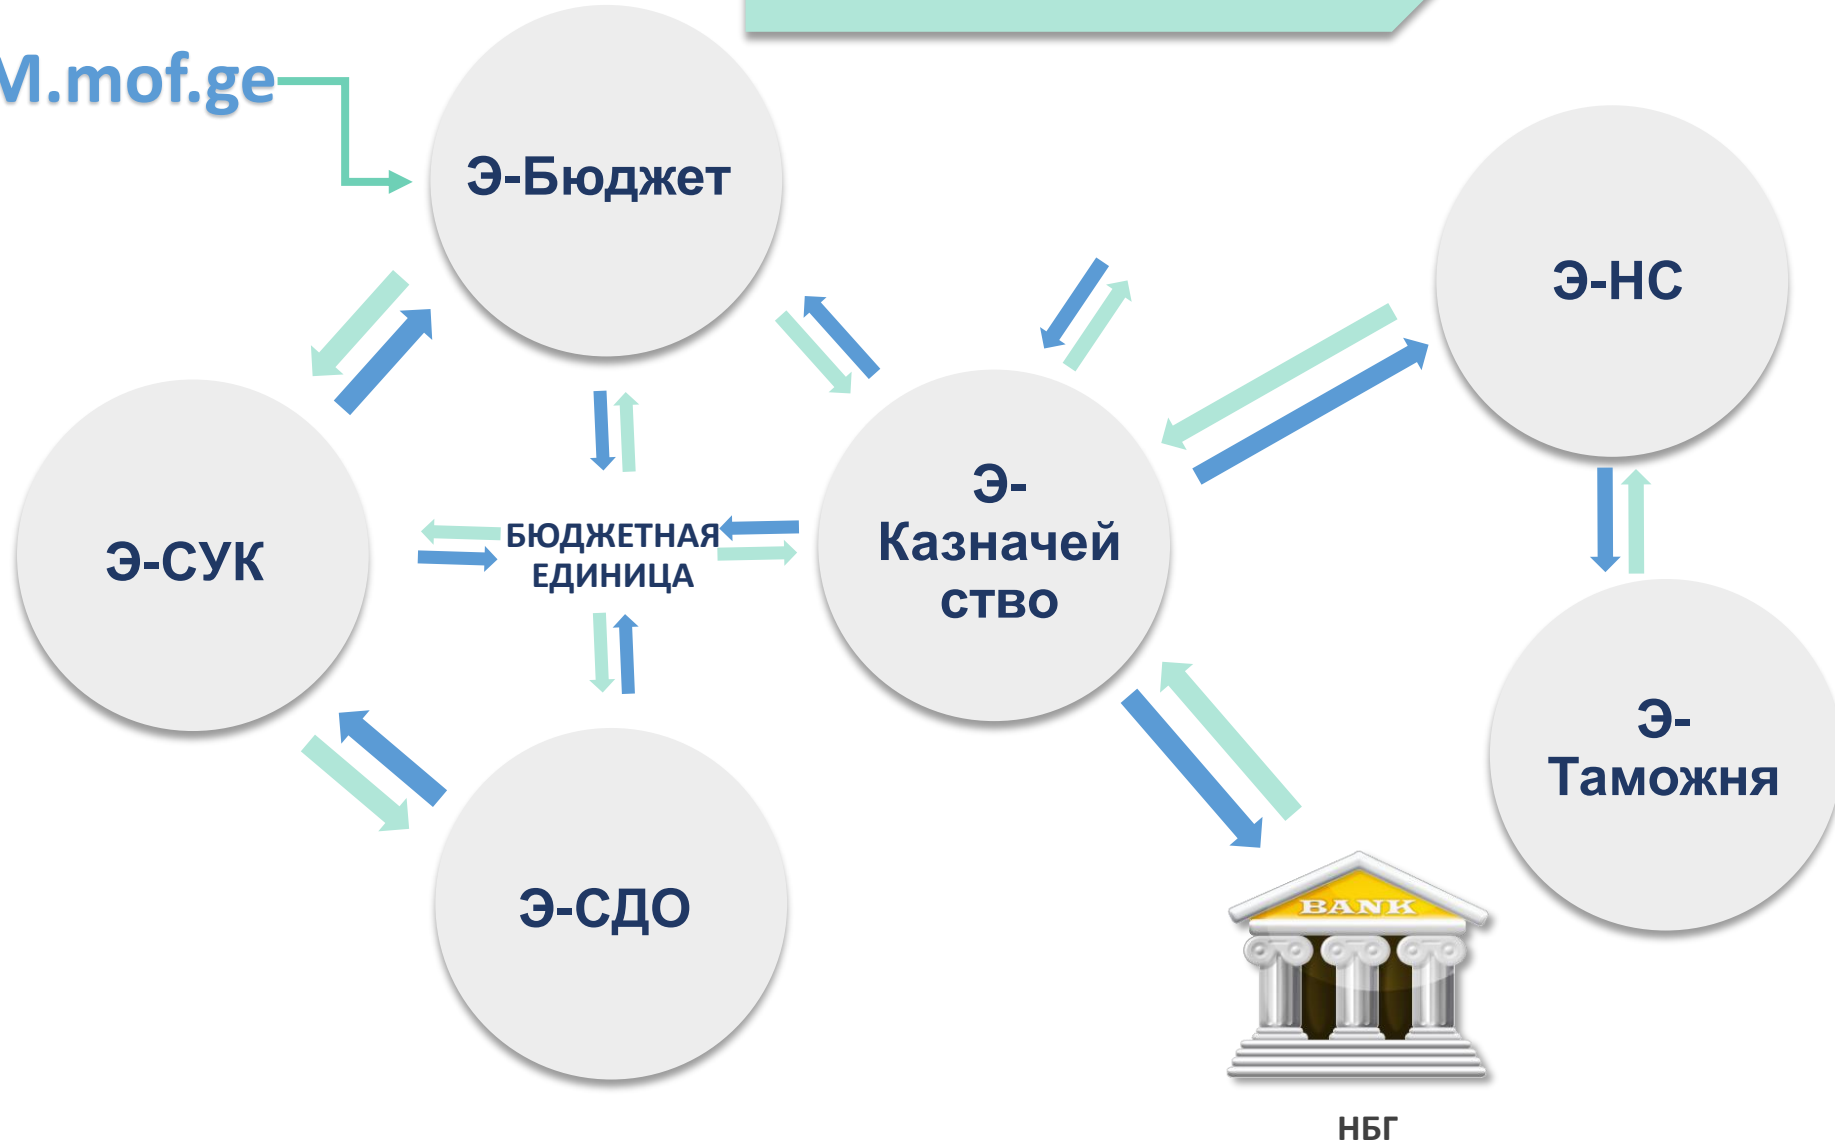 M.mof.ge
Э-Бюджет
Э-НС
Э-
Казначей
ство
БЮДЖЕТНАЯ
ЕДИНИЦА
Э-СУК
Э-
Таможня
Э-СДО
BANK
НБГ